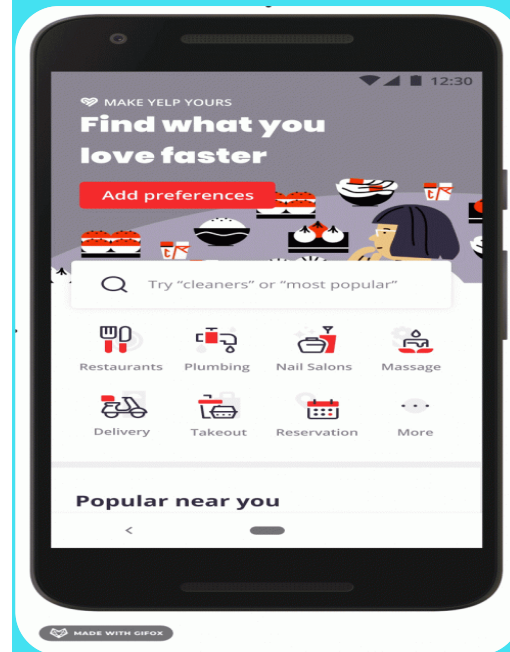 12:30
MAKE YELP YOURS
Find what you
love faster
Add preferences
Try “cleaners” or “most popular”
Restaurants Plumbing Nail Salons Massage
Delivery Takeout Reservation More
Popular near you
MADE WITH GIFOX